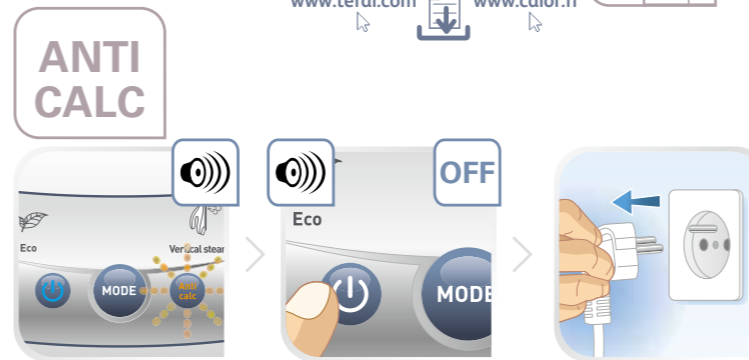 www.tefal.com www.calor.fr
ANTI
CALC
OFF
Eco
Eco
Vertical steam
MODE
Anti
calc
MODE